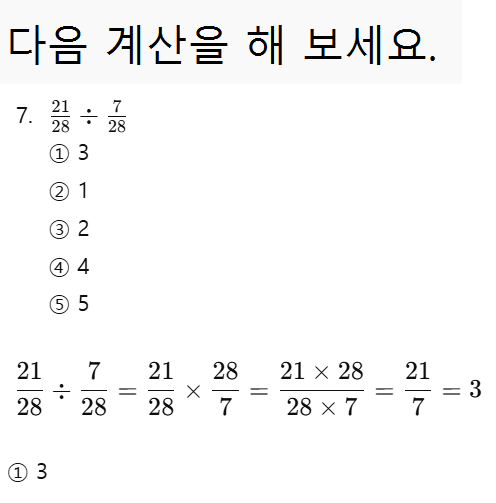 다음 계산을 해 보세요.
7. 21/28 ÷ 7/28
① 3
② 1
③ 2
④ 4
⑤ 5
21/28 ÷ 7/28 = 21/28 × 28/7 = (21 × 28)/(28 × 7) = 21/7 = 3
① 3